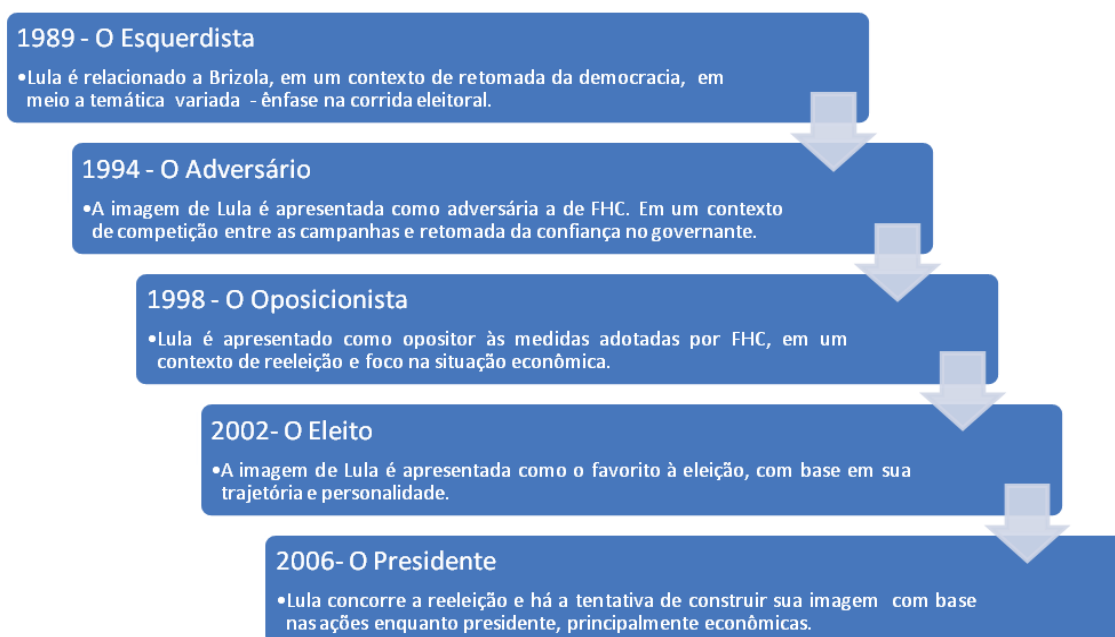 1989 - O Esquerdista
•Lula é relacionado a Brizola, em um contexto de retomada da democracia, em
meio a temática variada - ênfase na corrida eleitoral.
1994 - O Adversário
•A imagem de Lula é apresentada como adversária a de FHC. Em um contexto
de competição entre as campanhas e retomada da confiança no governante.
1998 - O Oposicionista
•Lula é apresentado como opositor às medidas adotadas por FHC, em um
contexto de reeleição e foco na situação econômica.
2002- O Eleito
•A imagem de Lula é apresentada como o favorito à eleição, com base em sua
trajetória e personalidade.
2006- O Presidente
•Lula concorre a reeleição e há a tentativa de construir sua imagem com base
nas ações enquanto presidente, principalmente econômicas.